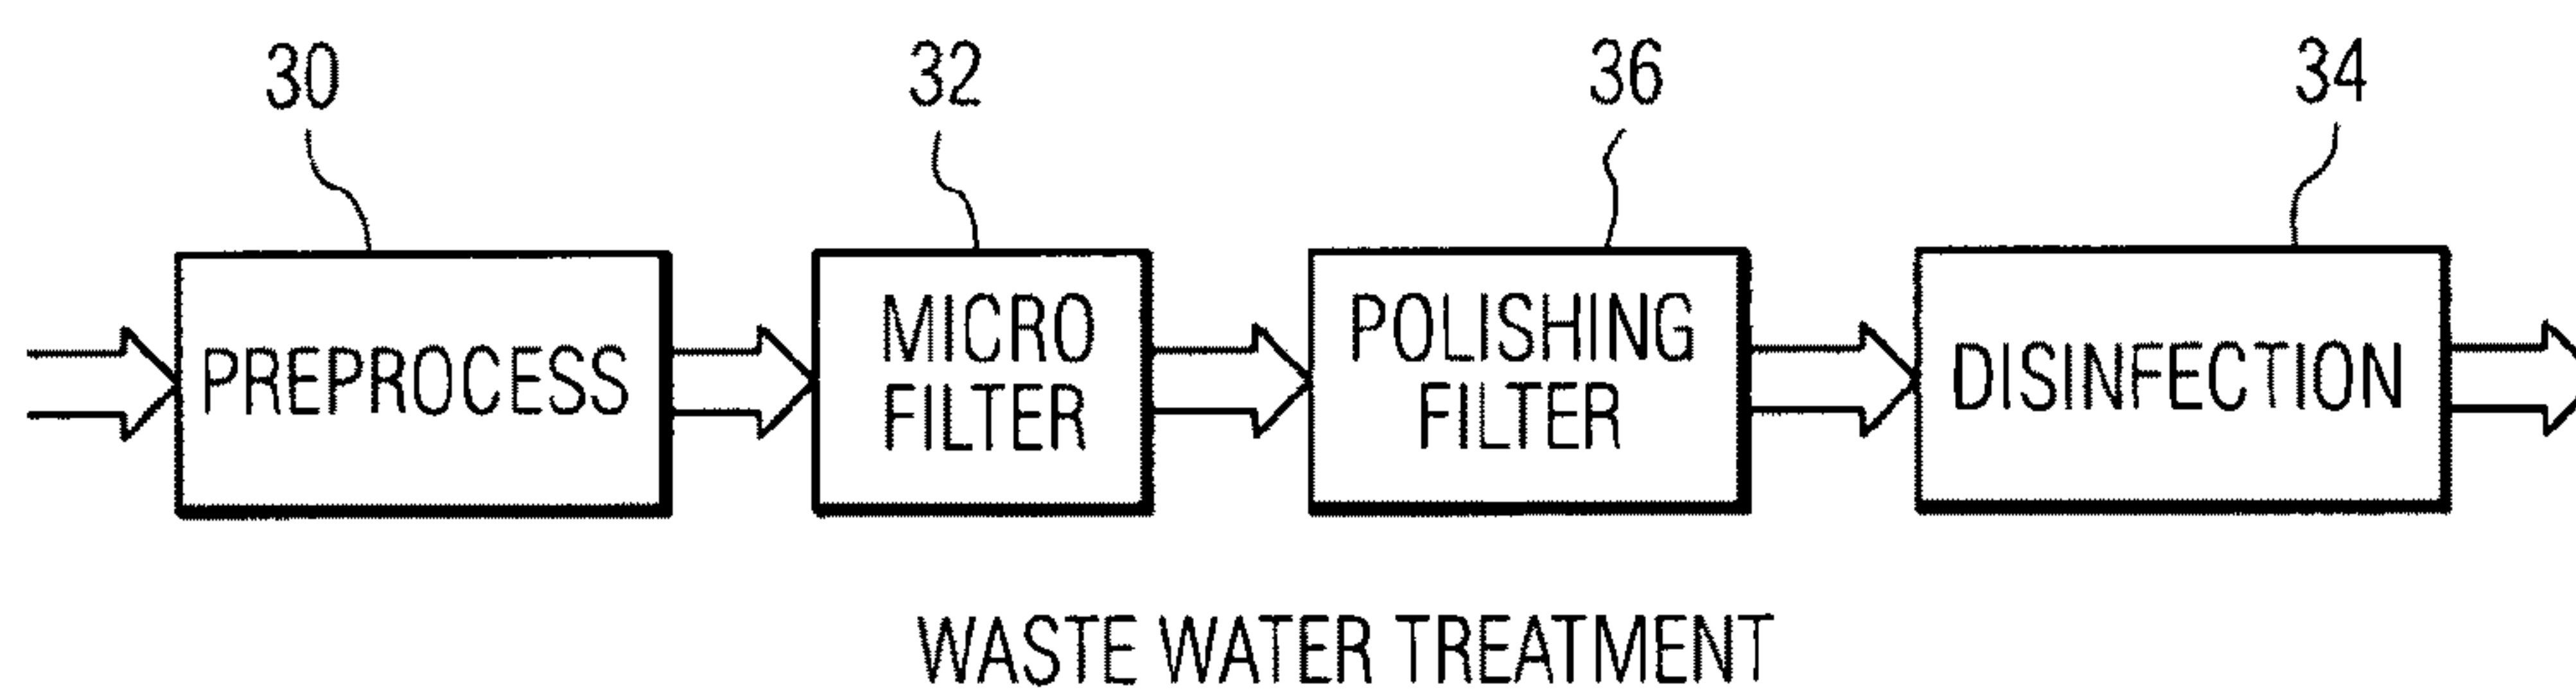 30 32 36 34
PREPROCESS
MICRO
FILTER
POLISHING
FILTER
DISINFECTION
WASTE WATER TREATMENT